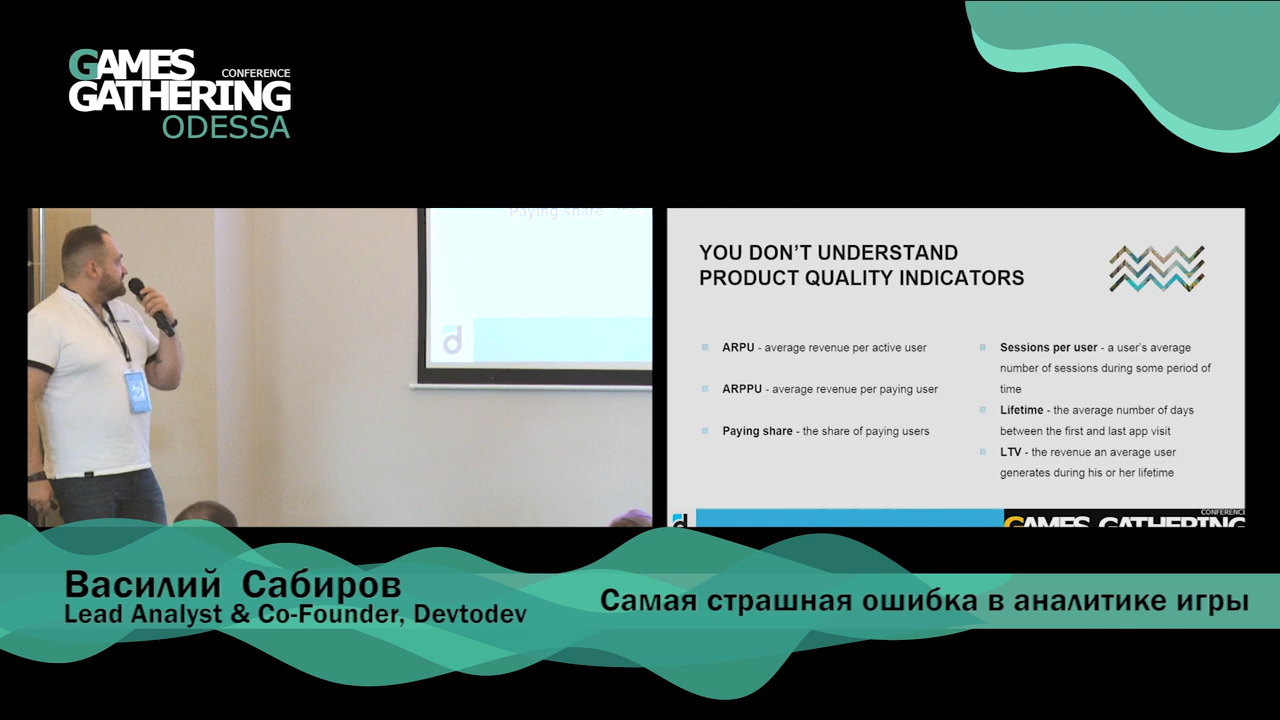 GAMES
CONFERENCE
GATHERING
ODESSA
Paying share
d
YOU DON’T UNDERSTAND
PRODUCT QUALITY INDICATORS
ARPU - average revenue per active user
ARPPU - average revenue per paying user
Paying share - the share of paying users
Sessions per user - a user’s average
number of sessions during some period of
time
Lifetime - the average number of days
between the first and last app visit
LTV - the revenue an average user
generates during his or her lifetime
d
CONFERENCE
GAMES GATHERING
Василий Сабиров
Lead Analyst & Co-Founder, Devtodev
Самая страшная ошибка в аналитике игры